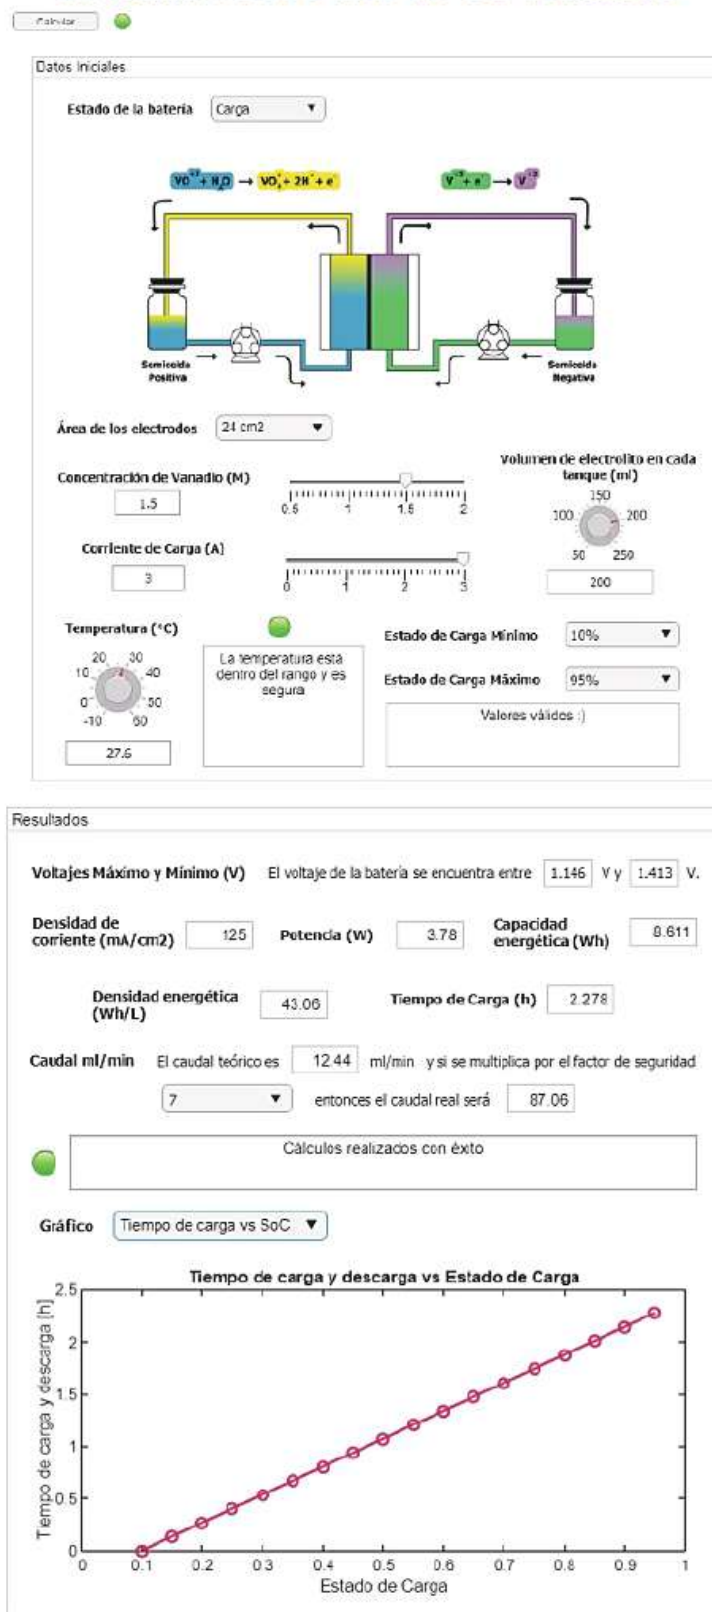 Calcular
Datos Iniciales
Estado de la batería Carga
VO+2 + H2O → VO2+ + 2H+ + e-
V+3 + e- → V+2
Semicelda Positiva
Semicelda Negativa
Área de los electrodos 24 cm2
Concentración de Vanadio (M)
1.5
0.5 1 1.5 2
Volumen de electrolito en cada
tanque (ml)
50 100 150 200 250
200
Corriente de Carga (A)
3
0 1 2 3
Temperatura (°C)
-10 0 10 20 30 40 50 60
27.6
La temperatura está
dentro del rango y es
segura
Estado de Carga Mínimo 10%
Estado de Carga Máximo 95%
Valores válidos :)
Resultados
Voltajes Máximo y Mínimo (V) El voltaje de la batería se encuentra entre 1.146 V y 1.413 V.
Densidad de
corriente (mA/cm2) 125 Potencia (W) 3.78 Capacidad
energética (Wh) 8.611
Densidad energética
(Wh/L) 43.06 Tiempo de Carga (h) 2.278
Caudal ml/min El caudal teórico es 12.44 ml/min y si se multiplica por el factor de seguridad
7 entonces el caudal real será 87.06
Cálculos realizados con éxito
Gráfico Tiempo de carga vs SoC
Tiempo de carga y descarga vs Estado de Carga
Tiempo de carga y descarga [h]
2.5
2
1.5
1
0.5
0
0 0.1 0.2 0.3 0.4 0.5 0.6 0.7 0.8 0.9 1
Estado de Carga